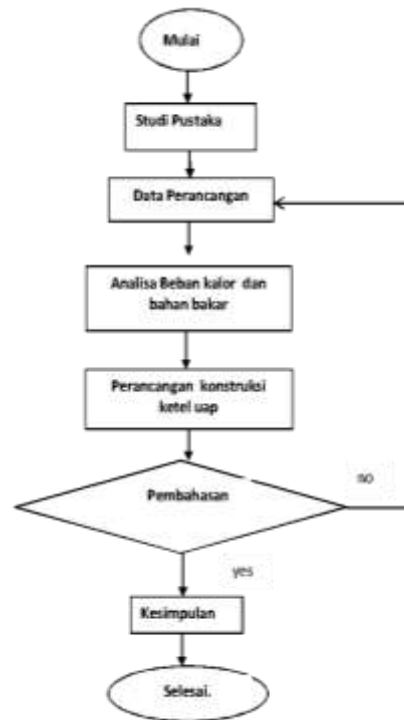 Mulai
Studi Pustaka
Data Perancangan
Analisa Beban kalor dan
bahan bakar
Perancangan konstruksi
ketel uap
Pembahasan
no
yes
Kesimpulan
Selesai.